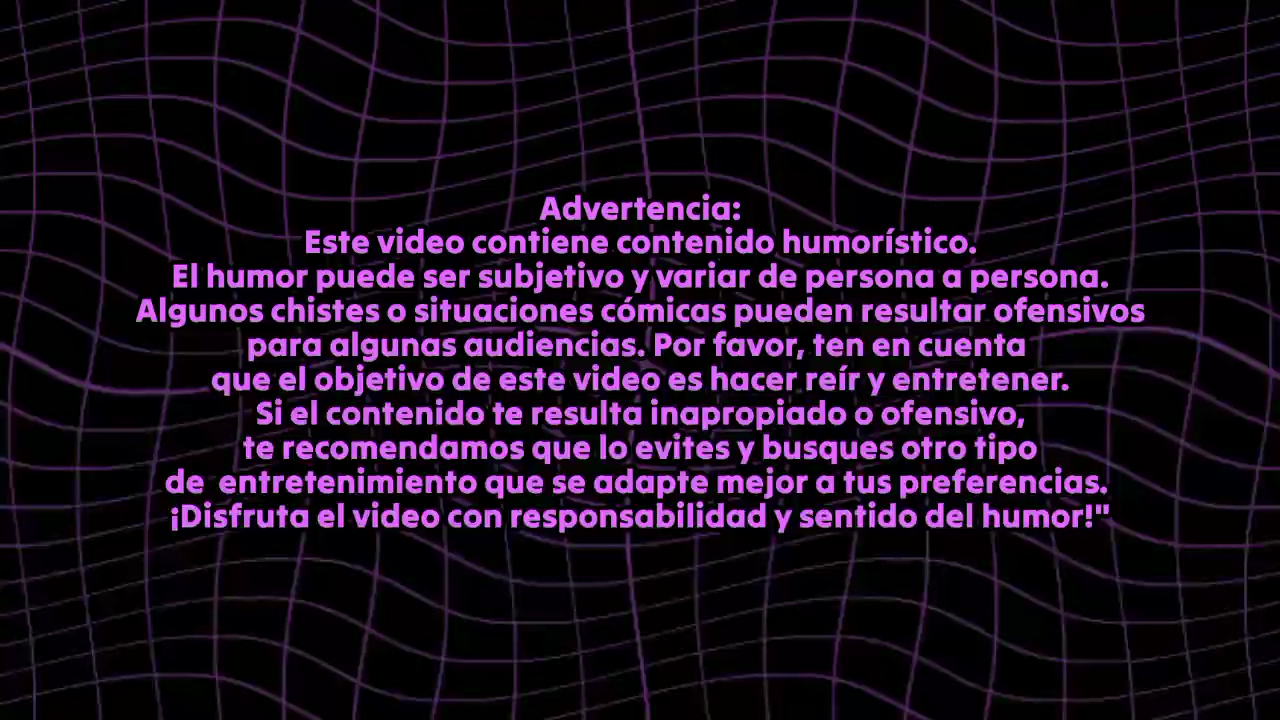 Advertencia:
Este video contiene contenido humorístico.
El humor puede ser subjetivo y variar de persona a persona.
Algunos chistes o situaciones cómicas pueden resultar ofensivos
para algunas audiencias. Por favor, ten en cuenta
que el objetivo de este video es hacer reír y entretener.
Si el contenido te resulta inapropiado o ofensivo,
te recomendamos que lo evites y busques otro tipo
de  entretenimiento que se adapte mejor a tus preferencias.
¡Disfruta el video con responsabilidad y sentido del humor!"